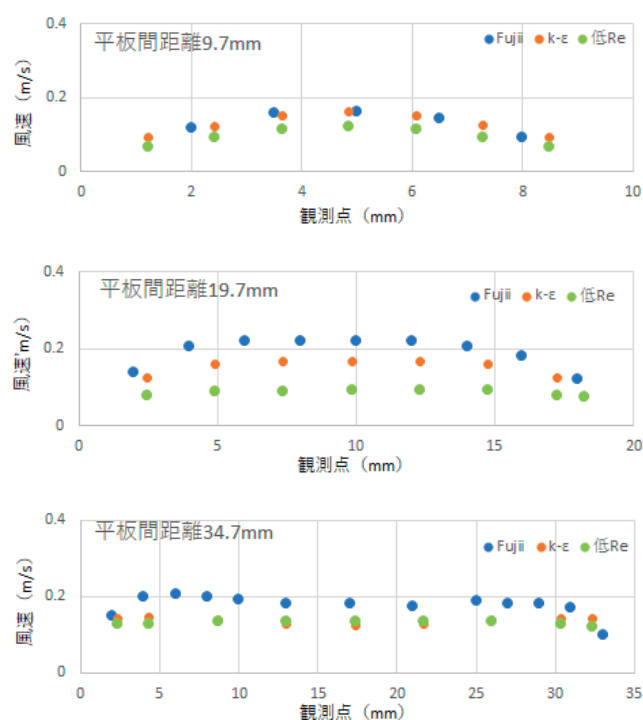 平板間距離9.7mm
Fujii k-ε 低Re
風速（m/s）
0.4
0.2
0
0 2 4 6 8 10
観測点（mm）
平板間距離19.7mm
Fujii k-ε 低Re
風速'm/s）
0.4
0.2
0
0 5 10 15 20
観測点（mm）
平板間距離34.7mm
Fujii k-ε 低Re
風速（m/s）
0.4
0.2
0
0 5 10 15 20 25 30 35
観測点（mm）